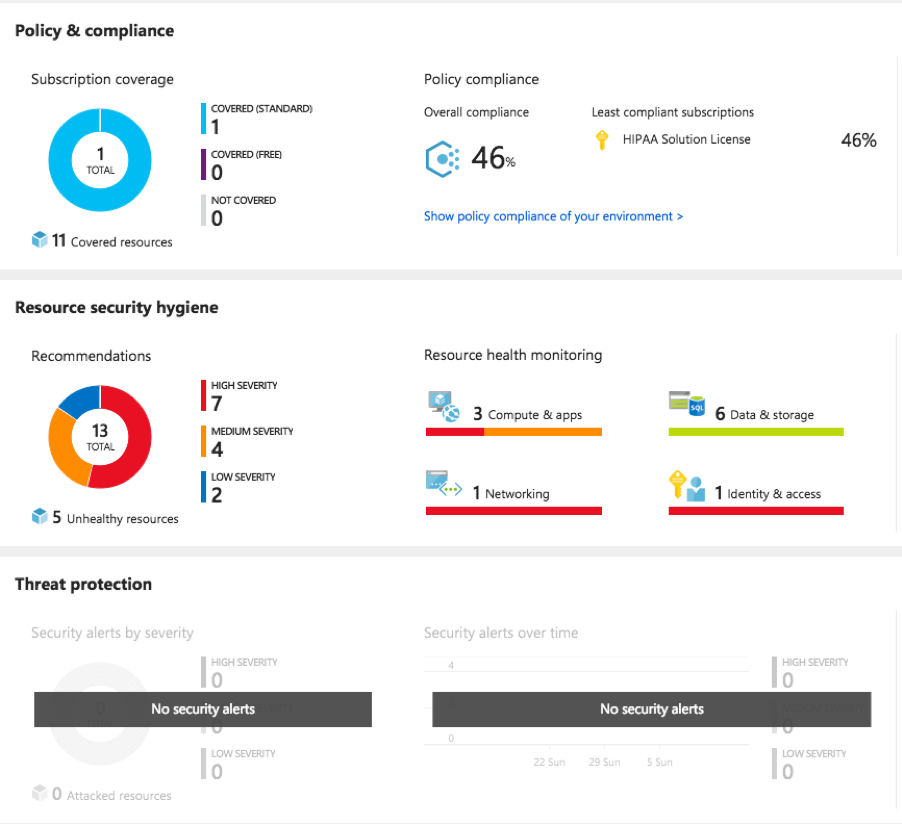 Policy & compliance
Subscription coverage
1
TOTAL
COVERED (STANDARD)
1
COVERED (FREE)
0
NOT COVERED
0
11 Covered resources
Policy compliance
Overall compliance
46%
Least compliant subscriptions
HIPAA Solution License 46%
Show policy compliance of your environment >
Resource security hygiene
Recommendations
13
TOTAL
HIGH SEVERITY
7
MEDIUM SEVERITY
4
LOW SEVERITY
2
5 Unhealthy resources
Resource health monitoring
3 Compute & apps
SQL
6 Data & storage
1 Networking
1 Identity & access
Threat protection
Security alerts by severity
HIGH SEVERITY
0
No security alerts
0
LOW SEVERITY
0
0 Attacked resources
Security alerts over time
4
0
22 Sun 29 Sun 5 Sun
No security alerts
HIGH SEVERITY
0
0
LOW SEVERITY
0